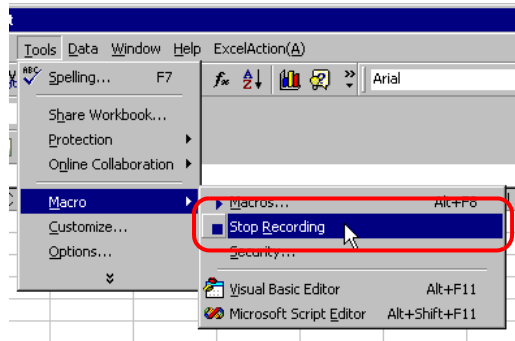 Tools Data Window Help ExcelAction(A)
ABC Spelling... F7
Arial
Share Workbook...
Protection
Online Collaboration
Macro
Macros... Alt+F8
Customize...
Stop Recording
Options...
Security...
Visual Basic Editor Alt+F11
Microsoft Script Editor Alt+Shift+F11